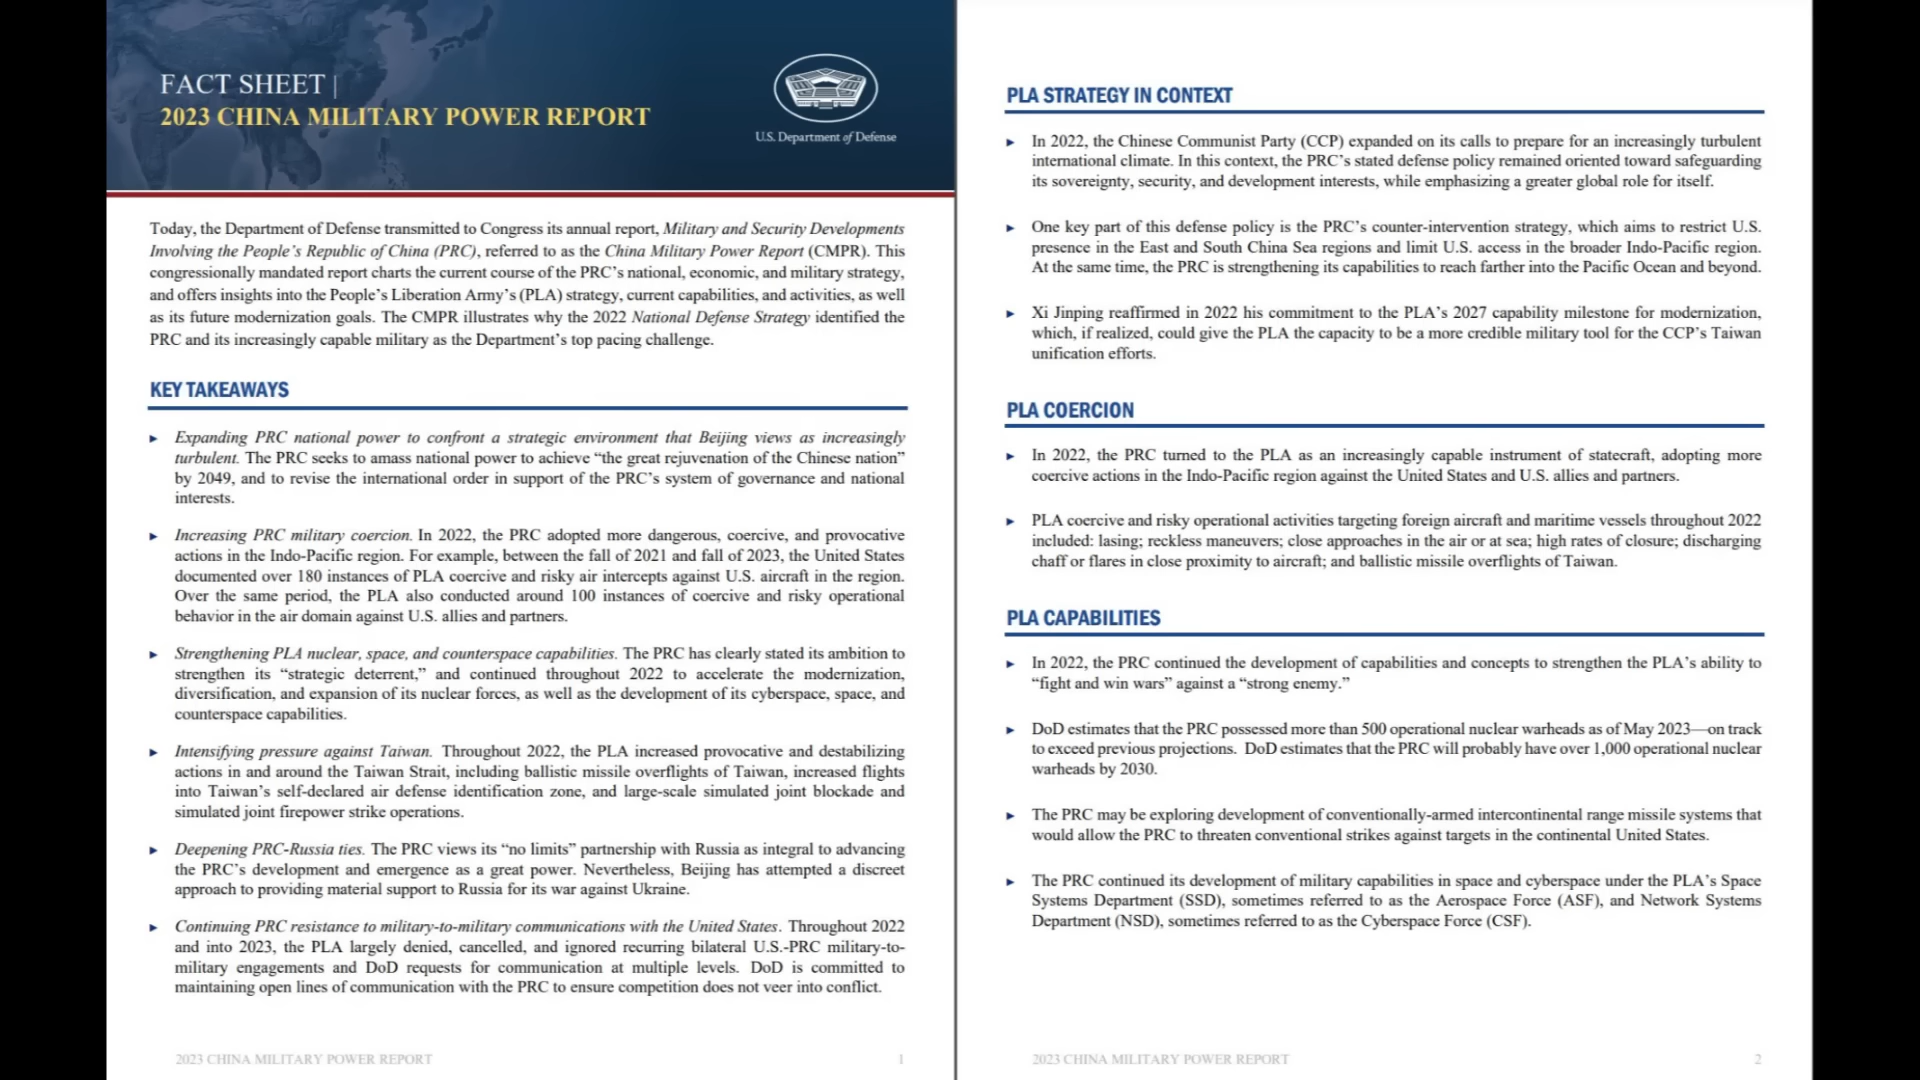 FACT SHEET |
2023 CHINA MILITARY POWER REPORT
U.S. Department of Defense
Today, the Department of Defense transmitted to Congress its annual report, Military and Security Developments
Involving the People's Republic of China (PRC), referred to as the China Military Power Report (CMPR). This
congressionally mandated report charts the current course of the PRC's national, economic, and military strategy,
and offers insights into the People's Liberation Army's (PLA) strategy, current capabilities, and activities, as well
as its future modernization goals. The CMPR illustrates why the 2022 National Defense Strategy identified the
PRC and its increasingly capable military as the Department's top pacing challenge.
KEY TAKEAWAYS
► Expanding PRC national power to confront a strategic environment that Beijing views as increasingly
turbulent. The PRC seeks to amass national power to achieve “the great rejuvenation of the Chinese nation”
by 2049, and to revise the international order in support of the PRC's system of governance and national
interests.
► Increasing PRC military coercion. In 2022, the PRC adopted more dangerous, coercive, and provocative
actions in the Indo-Pacific region. For example, between the fall of 2021 and fall of 2023, the United States
documented over 180 instances of PLA coercive and risky air intercepts against U.S. aircraft in the region.
Over the same period, the PLA also conducted around 100 instances of coercive and risky operational
behavior in the air domain against U.S. allies and partners.
► Strengthening PLA nuclear, space, and counterspace capabilities. The PRC has clearly stated its ambition to
strengthen its “strategic deterrent,” and continued throughout 2022 to accelerate the modernization,
diversification, and expansion of its nuclear forces, as well as the development of its cyberspace, space, and
counterspace capabilities.
► Intensifying pressure against Taiwan. Throughout 2022, the PLA increased provocative and destabilizing
actions in and around the Taiwan Strait, including ballistic missile overflights of Taiwan, increased flights
into Taiwan's self-declared air defense identification zone, and large-scale simulated joint blockade and
simulated joint firepower strike operations.
► Deepening PRC-Russia ties. The PRC views its “no limits” partnership with Russia as integral to advancing
the PRC's development and emergence as a great power. Nevertheless, Beijing has attempted a discreet
approach to providing material support to Russia for its war against Ukraine.
► Continuing PRC resistance to military-to-military communications with the United States. Throughout 2022
and into 2023, the PLA largely denied, cancelled, and ignored recurring bilateral U.S.-PRC military-to-
military engagements and DoD requests for communication at multiple levels. DoD is committed to
maintaining open lines of communication with the PRC to ensure competition does not veer into conflict.
2023 CHINA MILITARY POWER REPORT 1
PLA STRATEGY IN CONTEXT
► In 2022, the Chinese Communist Party (CCP) expanded on its calls to prepare for an increasingly turbulent
international climate. In this context, the PRC's stated defense policy remained oriented toward safeguarding
its sovereignty, security, and development interests, while emphasizing a greater global role for itself.
► One key part of this defense policy is the PRC's counter-intervention strategy, which aims to restrict U.S.
presence in the East and South China Sea regions and limit U.S. access in the broader Indo-Pacific region.
At the same time, the PRC is strengthening its capabilities to reach farther into the Pacific Ocean and beyond.
► Xi Jinping reaffirmed in 2022 his commitment to the PLA's 2027 capability milestone for modernization,
which, if realized, could give the PLA the capacity to be a more credible military tool for the CCP's Taiwan
unification efforts.
PLA COERCION
► In 2022, the PRC turned to the PLA as an increasingly capable instrument of statecraft, adopting more
coercive actions in the Indo-Pacific region against the United States and U.S. allies and partners.
► PLA coercive and risky operational activities targeting foreign aircraft and maritime vessels throughout 2022
included: lasing; reckless maneuvers; close approaches in the air or at sea; high rates of closure; discharging
chaff or flares in close proximity to aircraft; and ballistic missile overflights of Taiwan.
PLA CAPABILITIES
► In 2022, the PRC continued the development of capabilities and concepts to strengthen the PLA's ability to
“fight and win wars” against a “strong enemy.”
► DoD estimates that the PRC possessed more than 500 operational nuclear warheads as of May 2023—on track
to exceed previous projections. DoD estimates that the PRC will probably have over 1,000 operational nuclear
warheads by 2030.
► The PRC may be exploring development of conventionally-armed intercontinental range missile systems that
would allow the PRC to threaten conventional strikes against targets in the continental United States.
► The PRC continued its development of military capabilities in space and cyberspace under the PLA's Space
Systems Department (SSD), sometimes referred to as the Aerospace Force (ASF), and Network Systems
Department (NSD), sometimes referred to as the Cyberspace Force (CSF).
2023 CHINA MILITARY POWER REPORT 2